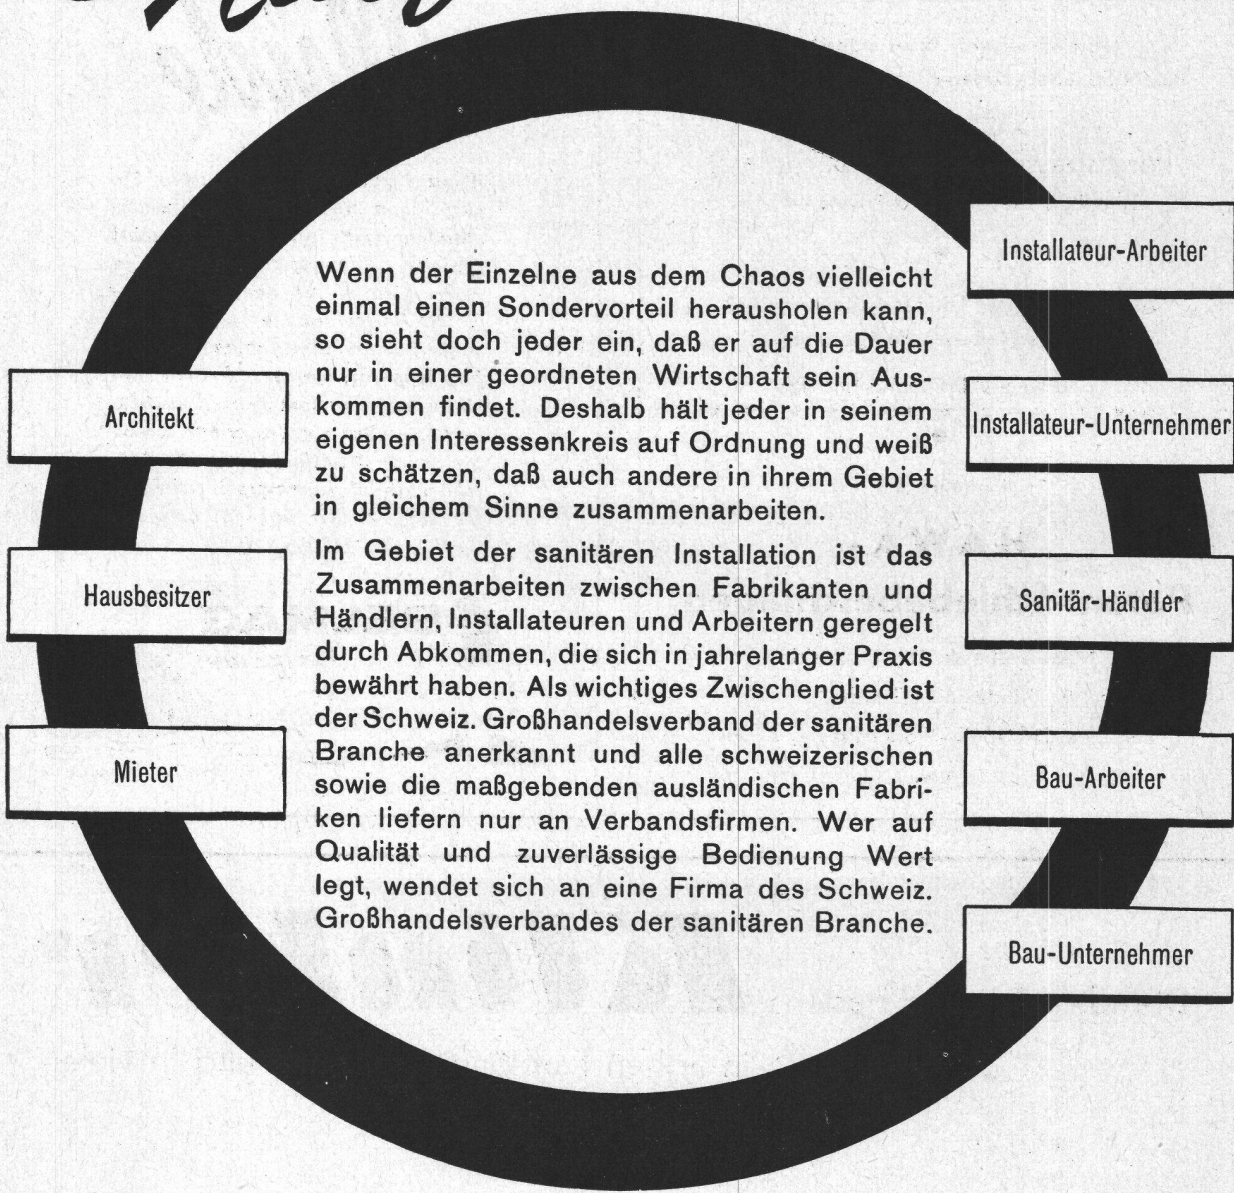 Wenn der Einzelne aus dem Chaos vielleicht
einmal einen Sondervorteil herausholen kann,
so sieht doch jeder ein, daß er auf die Dauer
nur in einer geordneten Wirtschaft sein Aus-
kommen findet. Deshalb hält jeder in seinem
eigenen Interessenkreis auf Ordnung und weiß
zu schätzen, daß auch andere in ihrem Gebiet
in gleichem Sinne zusammenarbeiten.
Im Gebiet der sanitären Installation ist das
Zusammenarbeiten zwischen Fabrikanten und
Händlern, Installateuren und Arbeitern geregelt
durch Abkommen, die sich in jahrelanger Praxis
bewährt haben. Als wichtiges Zwischenglied ist
der Schweiz. Großhandelsverband der sanitären
Branche anerkannt und alle schweizerischen
sowie die maßgebenden ausländischen Fabri-
ken liefern nur an Verbandsfirmen. Wer auf
Qualität und zuverlässige Bedienung Wert
legt, wendet sich an eine Firma des Schweiz.
Großhandelsverbandes der sanitären Branche.
Architekt
Hausbesitzer
Mieter
Installateur-Arbeiter
Installateur-Unternehmer
Sanitär-Händler
Bau-Arbeiter
Bau-Unternehmer